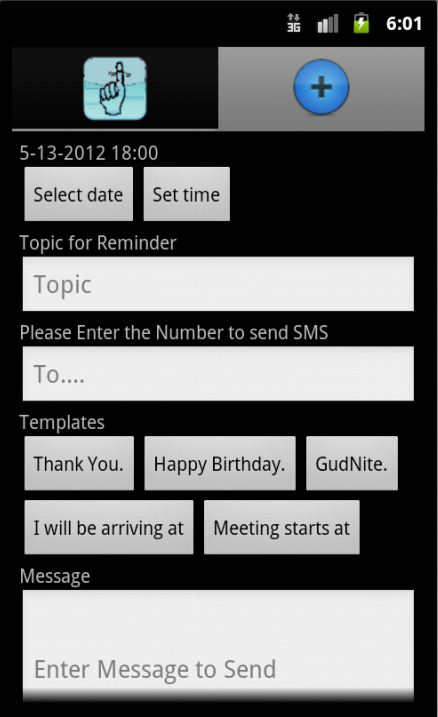 3G 6:01
5-13-2012 18:00
Select date Set time
Topic for Reminder
Topic
Please Enter the Number to send SMS
To....
Templates
Thank You. Happy Birthday. GudNite.
I will be arriving at Meeting starts at
Message
Enter Message to Send